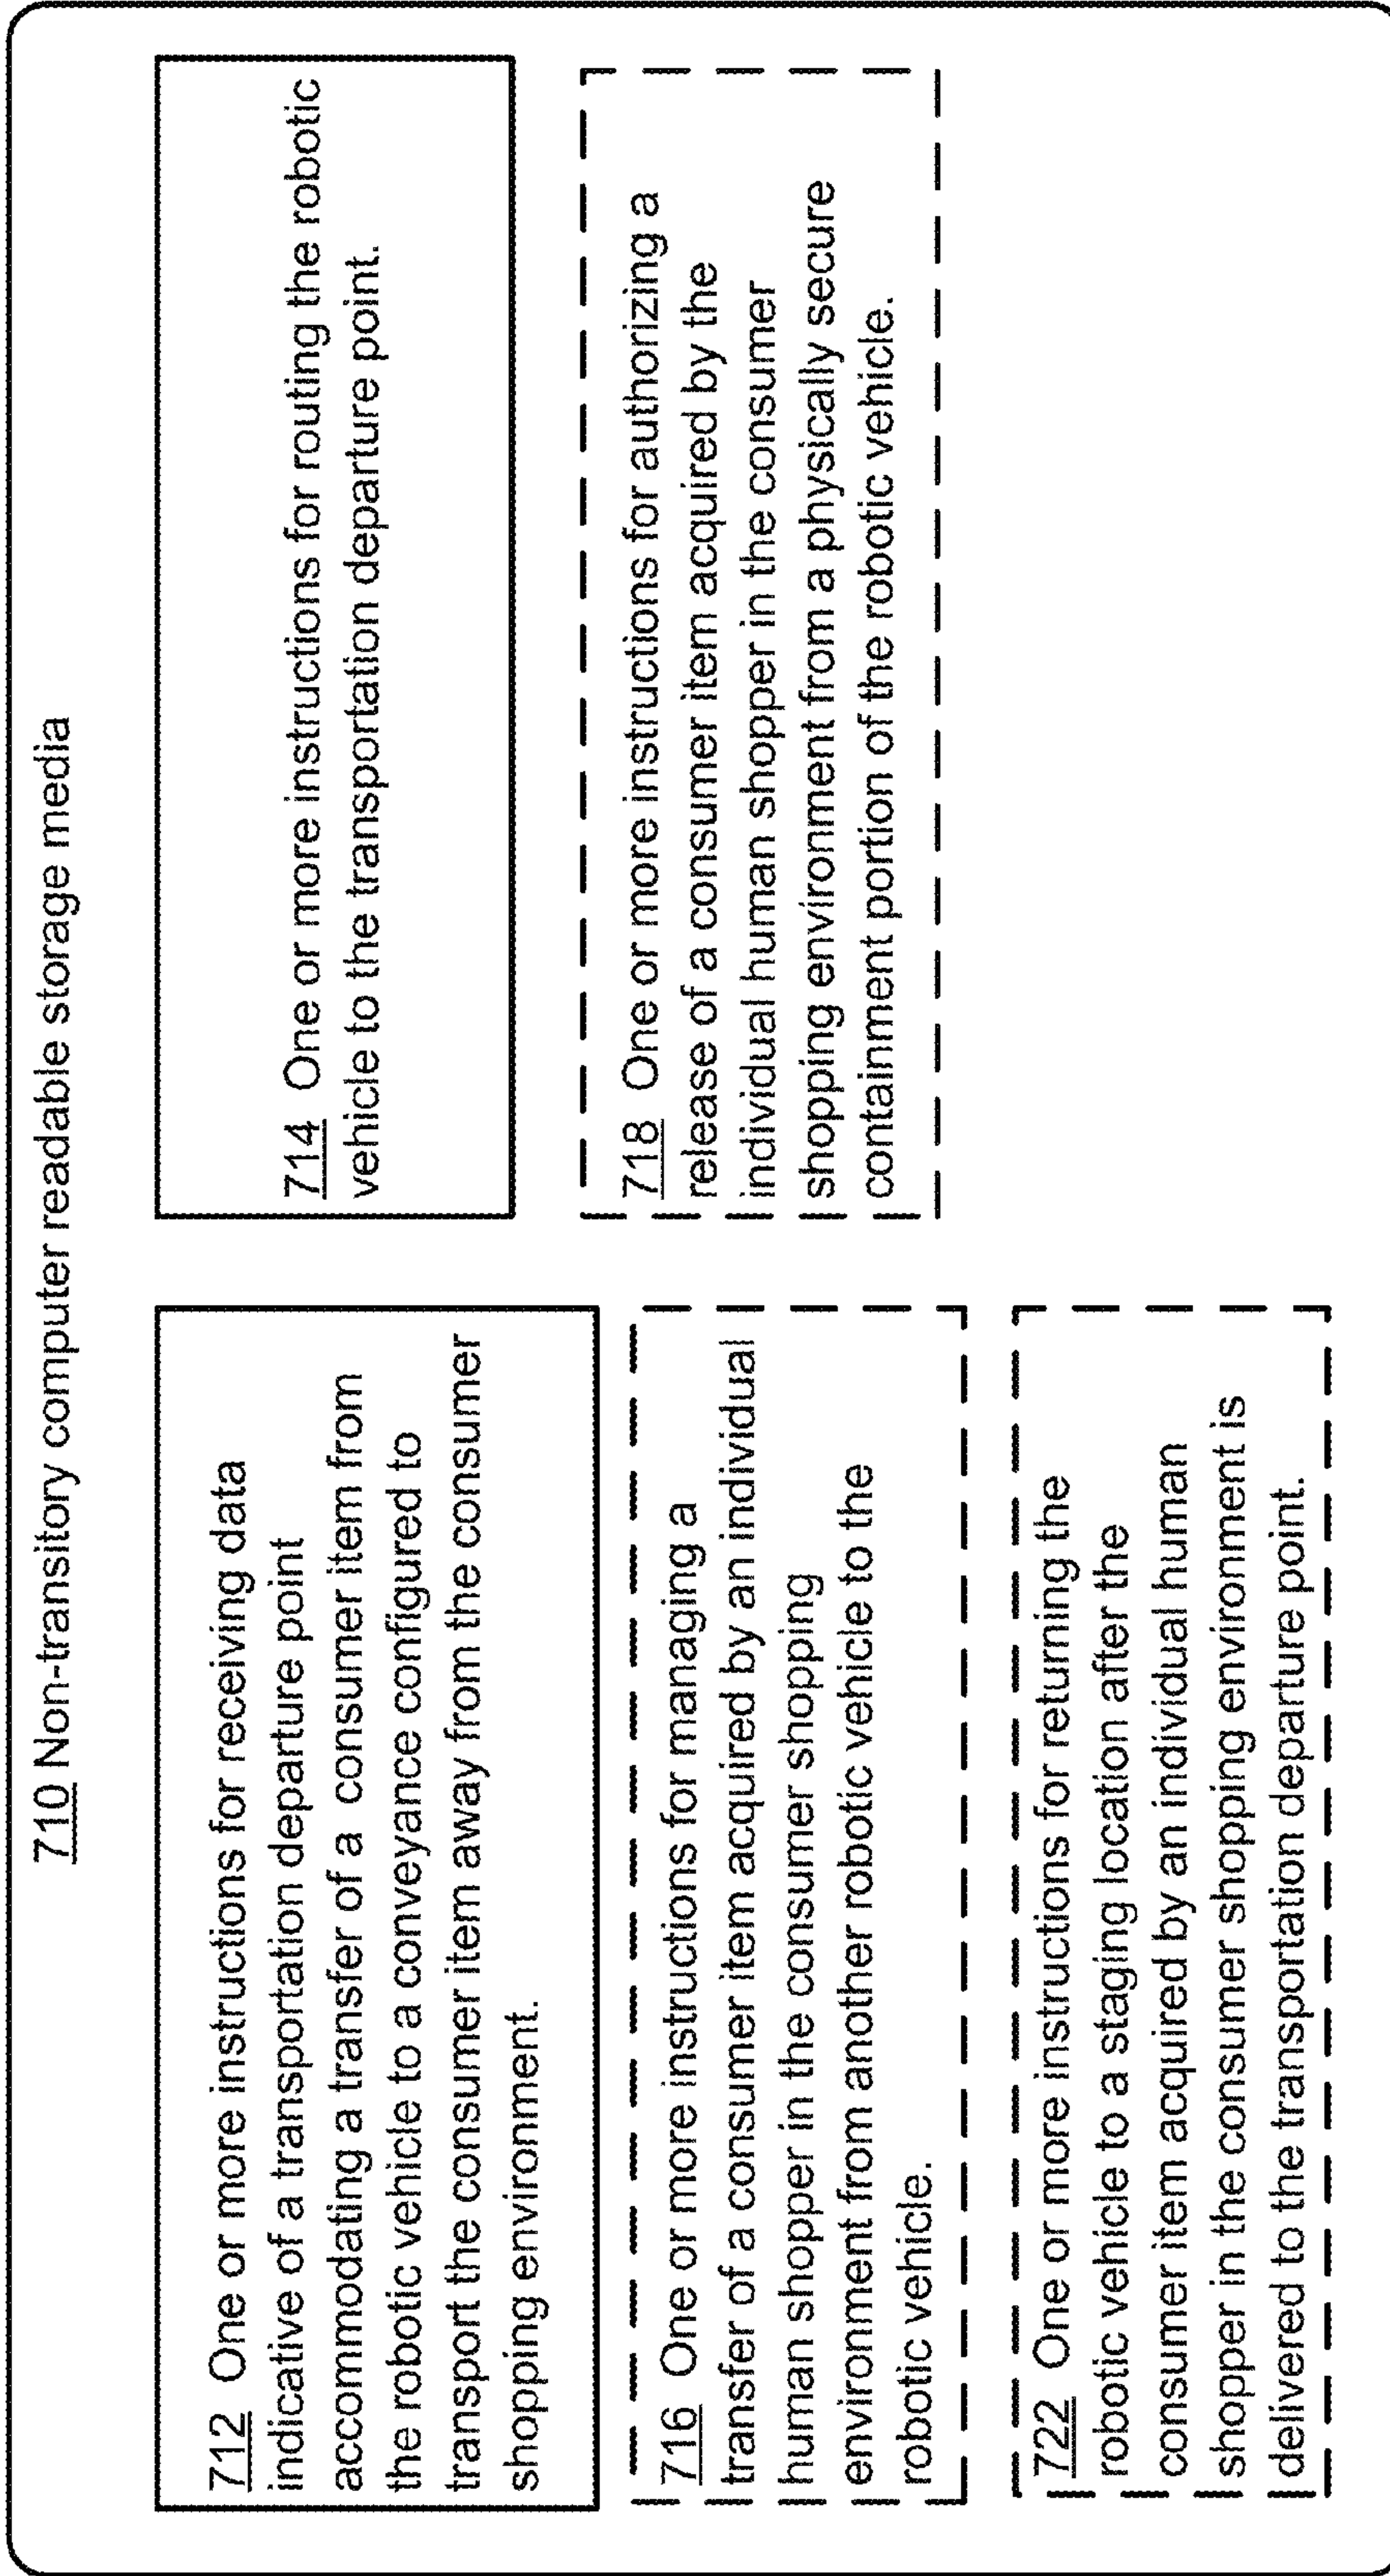 710 Non-transitory computer readable storage media
712 One or more instructions for receiving data
indicative of a transportation departure point
accommodating a transfer of a consumer item from
the robotic vehicle to a conveyance configured to
transport the consumer item away from the consumer
shopping environment.
714 One or more instructions for routing the robotic
vehicle to the transportation departure point.
716 One or more instructions for managing a
transfer of a consumer item acquired by an individual
human shopper in the consumer shopping
environment from another robotic vehicle to the
robotic vehicle.
718 One or more instructions for authorizing a
release of a consumer item acquired by the
individual human shopper in the consumer
shopping environment from a physically secure
containment portion of the robotic vehicle.
722 One or more instructions for returning the
robotic vehicle to a staging location after the
consumer item acquired by an individual human
shopper in the consumer shopping environment is
delivered to the transportation departure point.